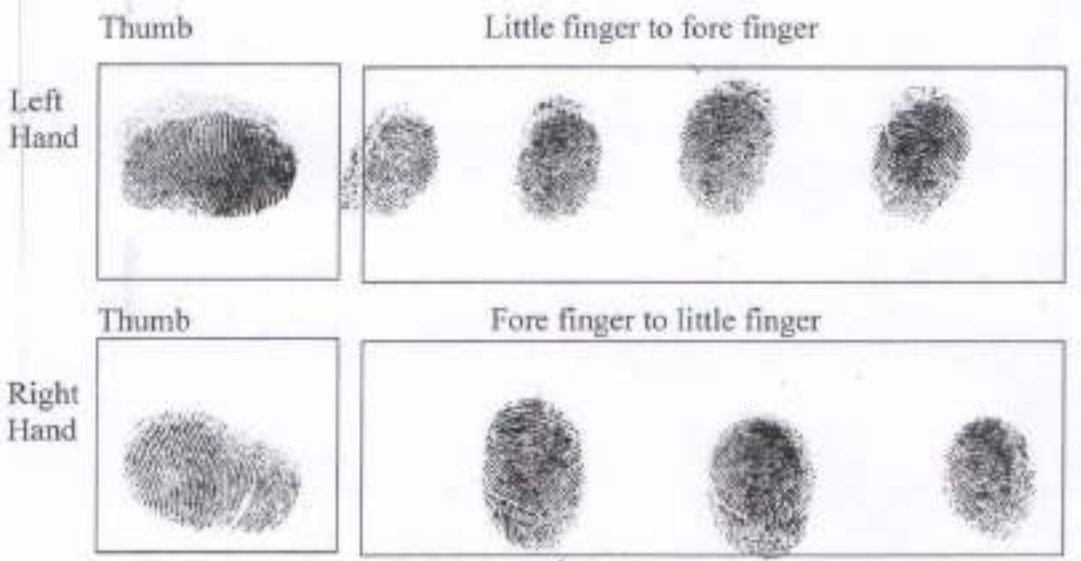 Thumb
Little finger to fore finger
Left
Hand
Thumb
Fore finger to little finger
Right
Hand